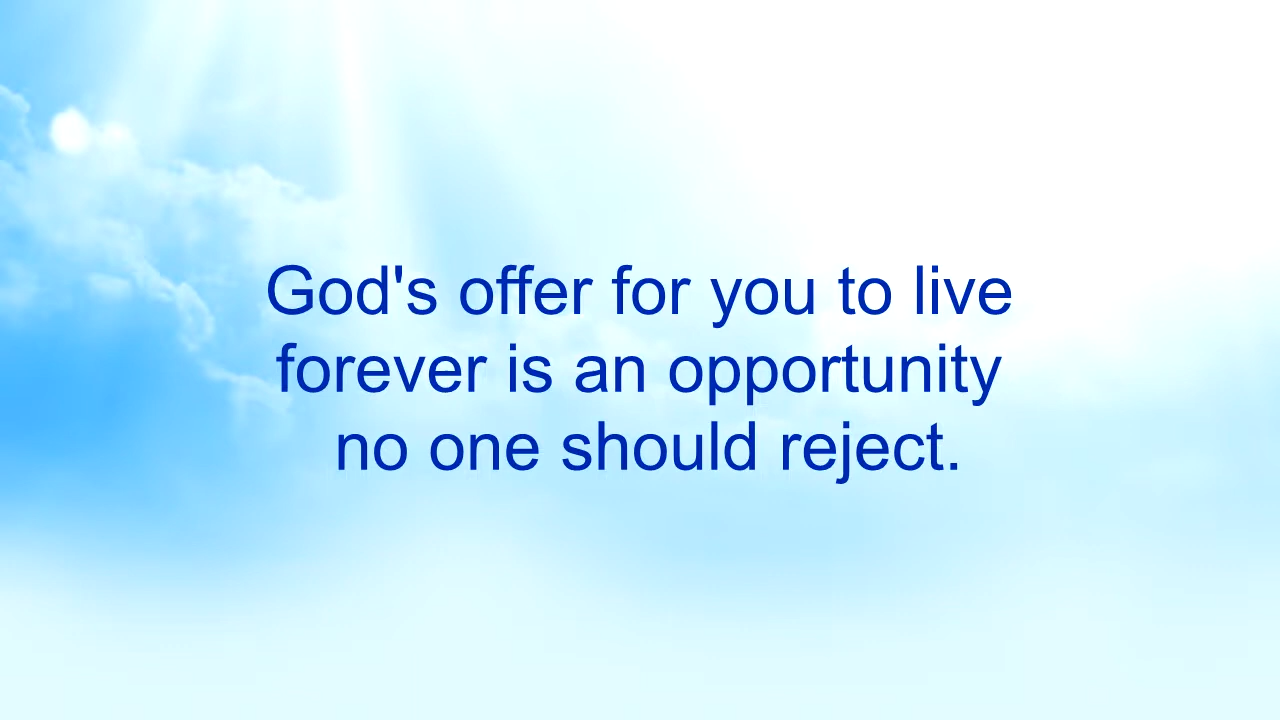 God's offer for you to live
forever is an opportunity
no one should reject.